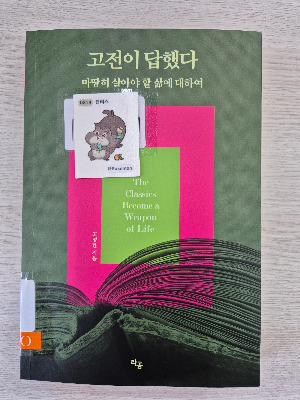 고전이 답했다
마땅히 살아야 할 삶에 대하여
The
Classics
Become a
Weapon
of Life
고명환 지음
라곰